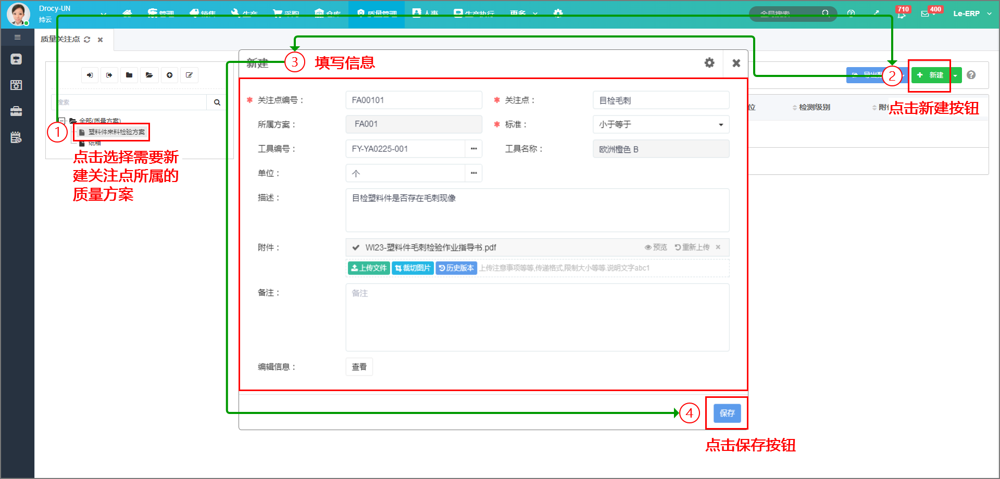 Drocy-UN
持云
管理
销售
生产
采购
仓库
质量管理
人事
生产执行
更多
全局搜索
710
400
Le-ERP
质量关注点
新建
③ 填写信息
导出数
②
新建
点击新建按钮
搜索
位
检测级别
附
全部(质量方案)
①
塑料件来料检验方案
纸箱
点击选择需要新
建关注点所属的
质量方案
* 关注点编号：
FA00101
* 关注点：
目检毛刺
所属方案：
FA001
* 标准：
小于等于
工具编号：
FY-YA0225-001
工具名称：
欧洲橙色 B
单位：
个
描述：
目检塑料件是否存在毛刺现像
附件：
WI23-塑料件毛刺检验作业指导书.pdf
预览
重新上传
上传文件
裁切图片
历史版本
上传注意事项等等,传递格式,限制大小等等.说明文字abc1
备注：
备注
编辑信息：
查看
④
保存
点击保存按钮